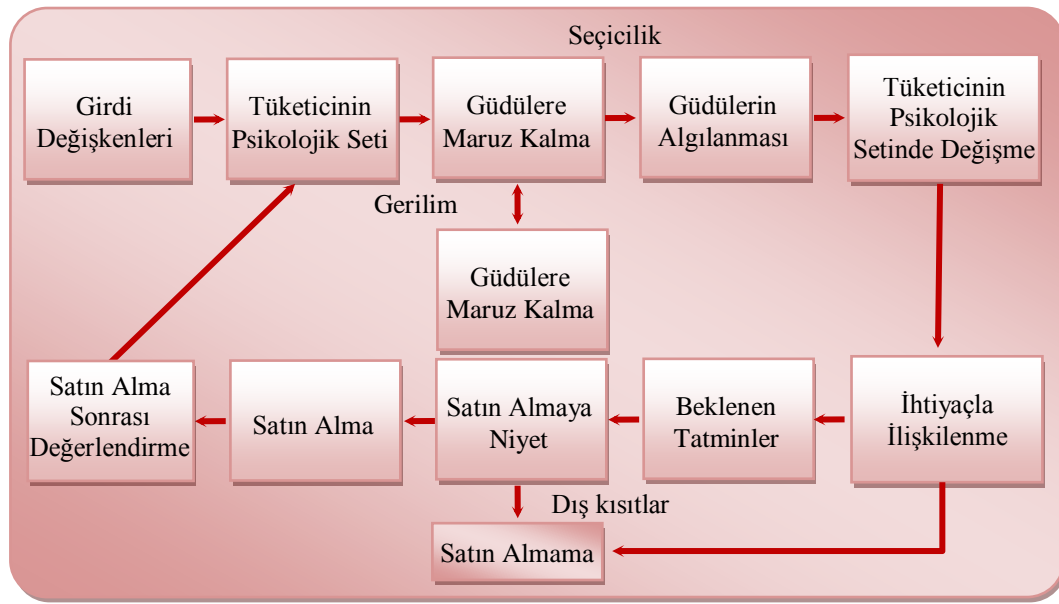 Seçicilik
Girdi
Değişkenleri
Tüketicinin
Psikolojik Seti
Güdülere
Maruz Kalma
Güdülerin
Algılanması
Tüketicinin
Psikolojik
Setinde Değişme
Gerilim
Güdülere
Maruz Kalma
Satın Alma
Sonrası
Değerlendirme
Satın Alma
Satın Almaya
Niyet
Beklenen
Tatminler
İhtiyaçla
İlişkilenme
Dış kısıtlar
Satın Almama